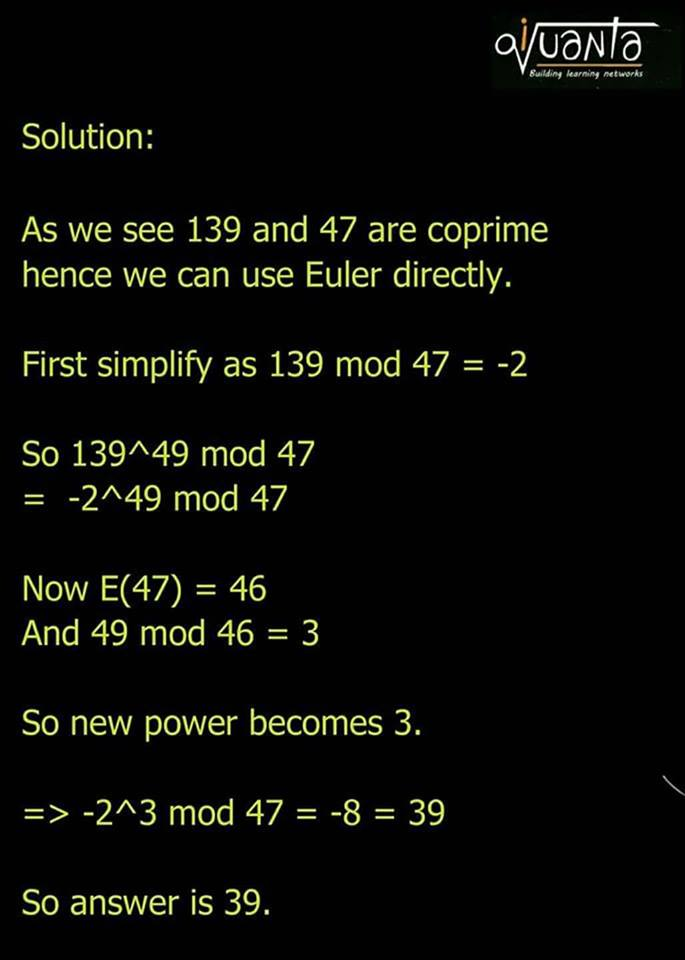 aiQuanta
Building learning networks
Solution:
As we see 139 and 47 are coprime
hence we can use Euler directly.
First simplify as 139 mod 47 = -2
So 139^49 mod 47
= -2^49 mod 47
Now E(47) = 46
And 49 mod 46 = 3
So new power becomes 3.
=> -2^3 mod 47 = -8 = 39
So answer is 39.